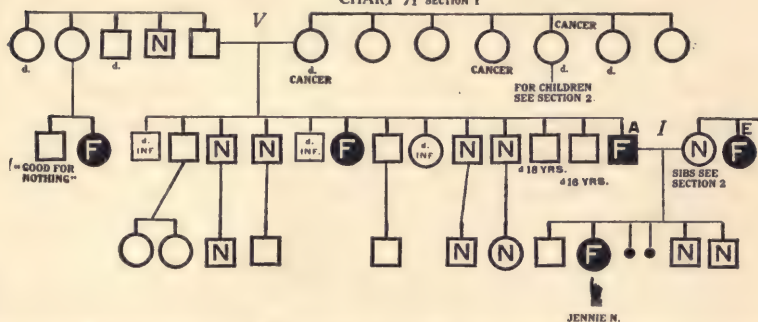 CHART 71 SECTION 1
V
d.
d.
N
d.
CANCER
CANCER
CANCER
d.
d.
FOR CHILDREN
SEE SECTION 2.
"GOOD FOR
NOTHING"
F
d.
INF
N
N
d.
INF.
F
d.
INF
N
N
d 18 YRS.
d 16 YRS.
A
F
I
N
SIBS SEE
SECTION 2
E
F
N
N
N
F
N
N
JENNIE N.